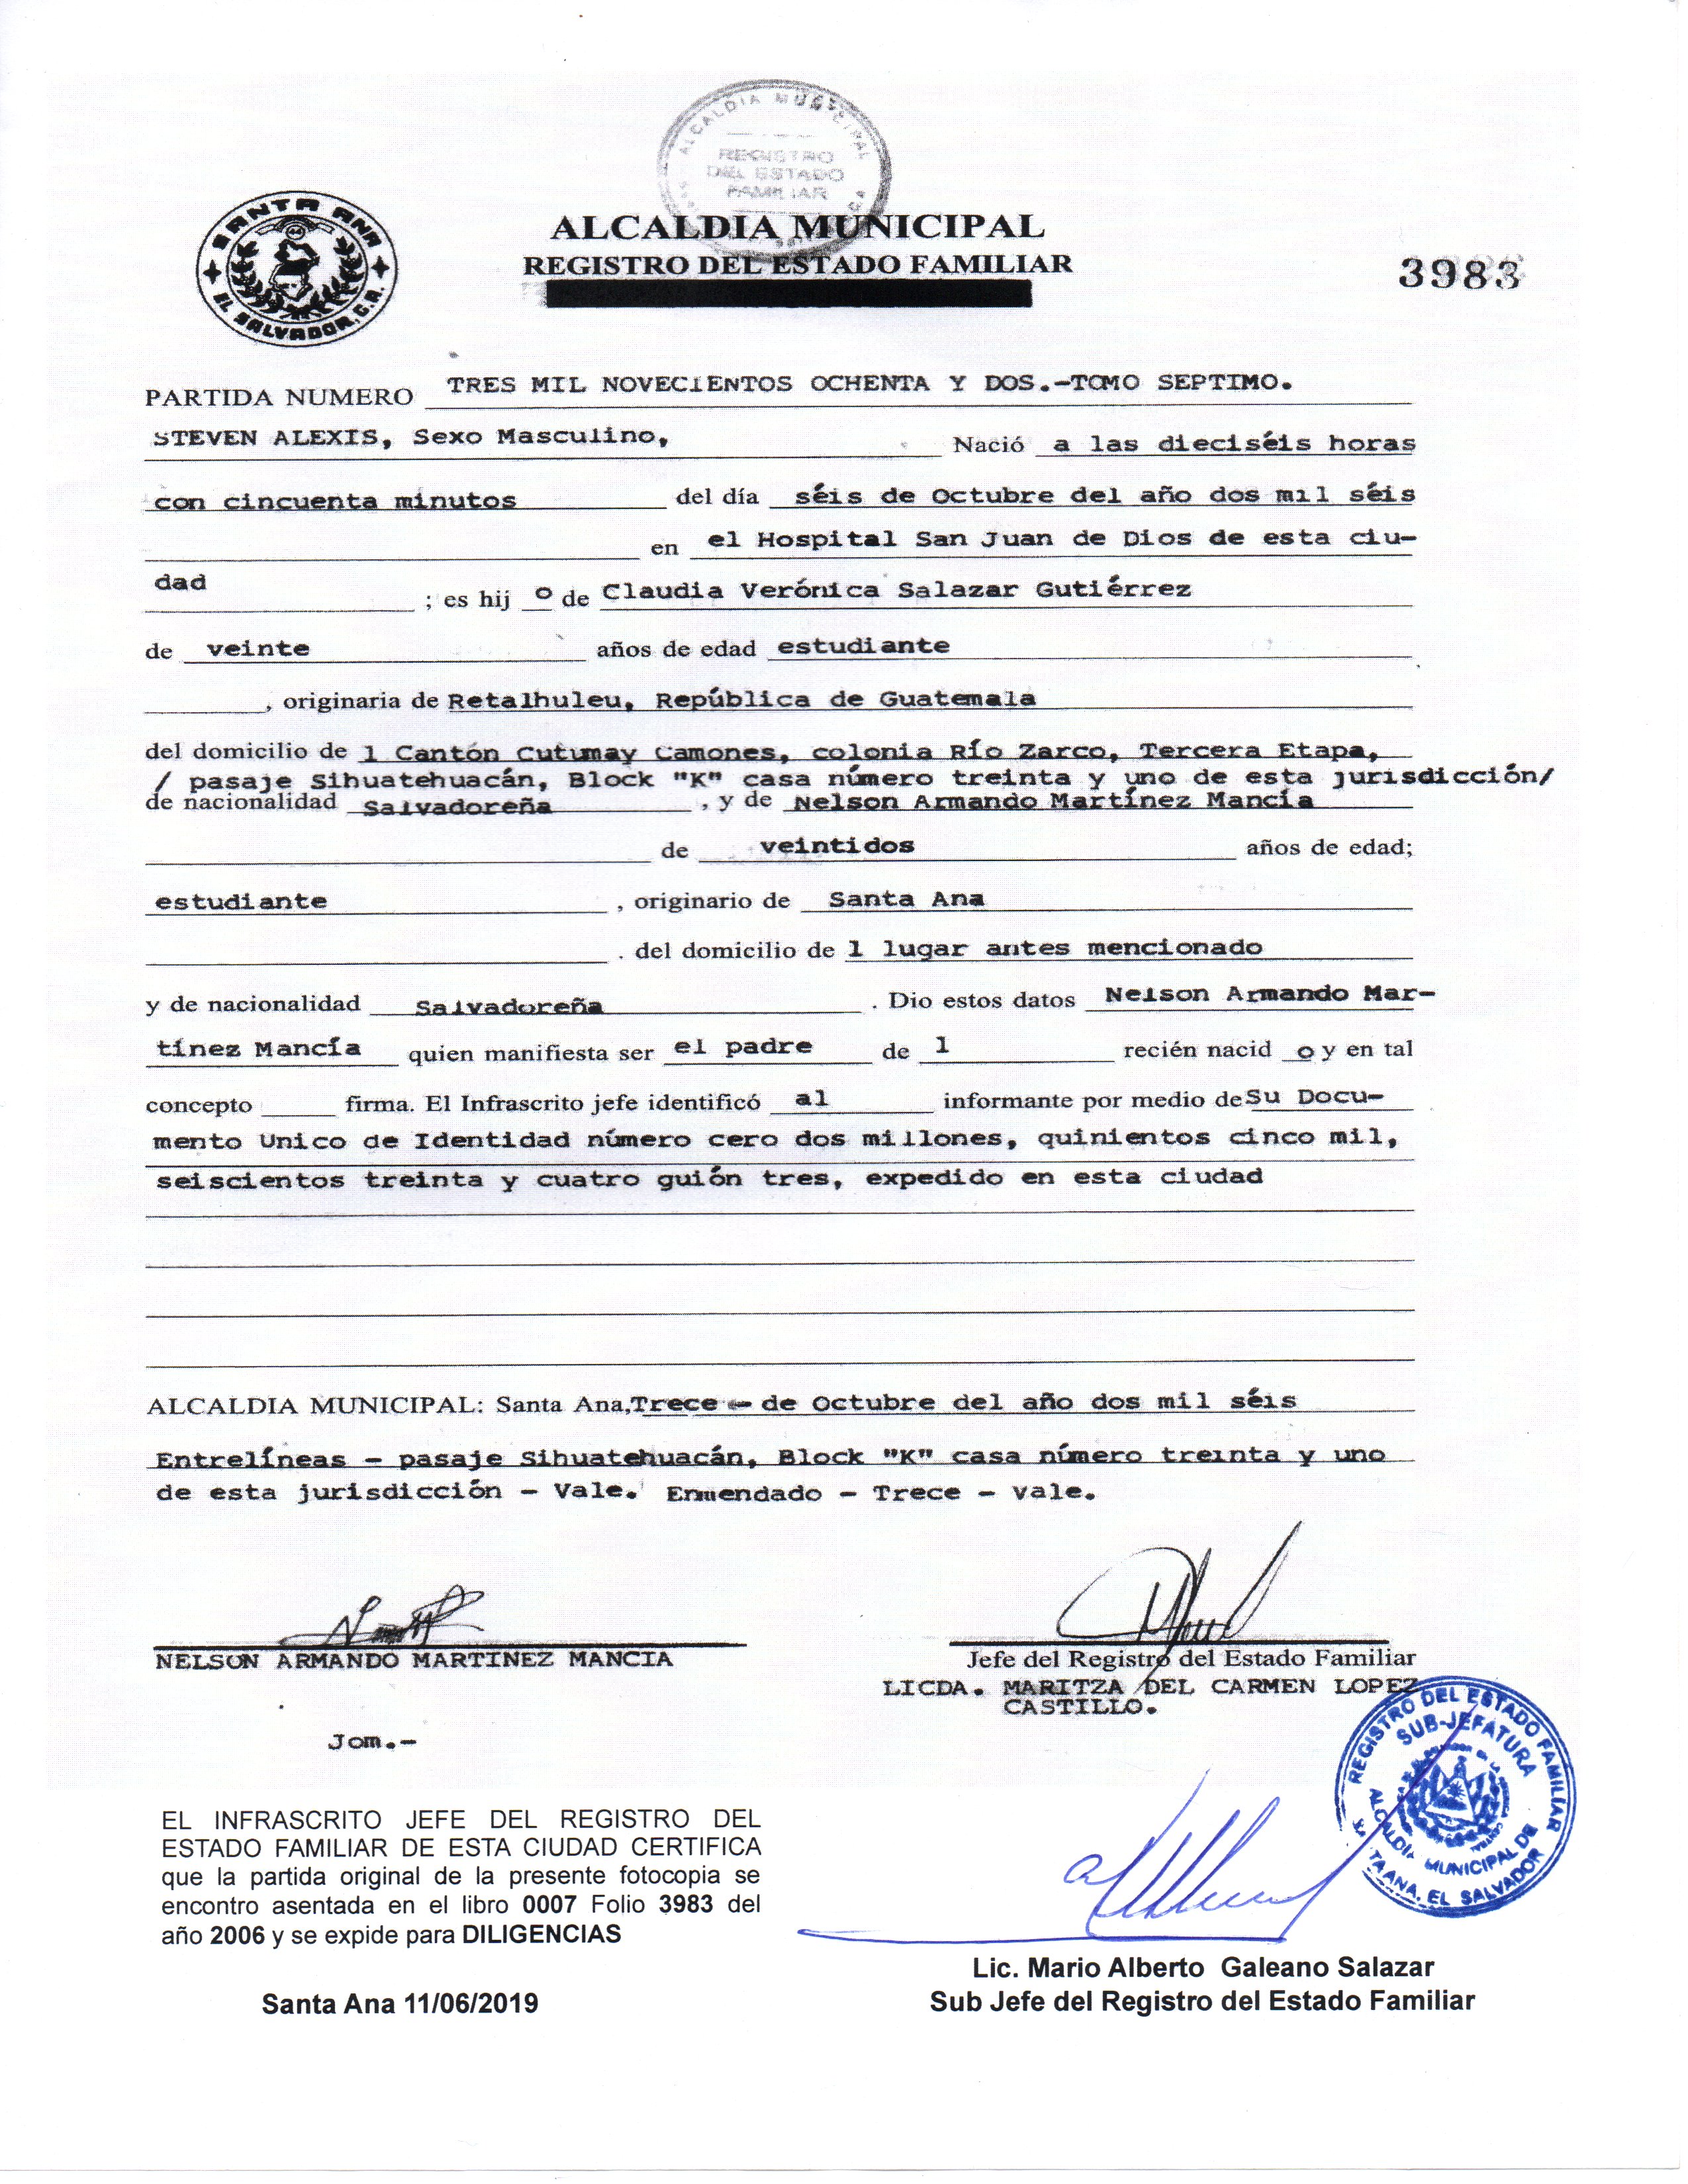 ALCALDIA MUNICIPAL
REGISTRO
DEL ESTADO
FAMILIAR
SANTA ANA
EL SALVADOR, C.A.
ALCALDIA MUNICIPAL
REGISTRO DEL ESTADO FAMILIAR
3983
PARTIDA NUMERO TRES MIL NOVECIENTOS OCHENTA Y DOS.-TOMO SEPTIMO.
STEVEN ALEXIS, Sexo Masculino, Nació a las dieciséis horas
con cincuenta minutos del día séis de Octubre del año dos mil séis
en el Hospital San Juan de Dios de esta ciu-
dad ; es hij o de Claudia Verónica Salazar Gutiérrez
de veinte años de edad estudiante
, originaria de Retalhuleu, República de Guatemala
del domicilio de l Cantón Cutumay Camones, colonia Río Zarco, Tercera Etapa,
/ pasaje Sihuatehuacán, Block "K" casa número treinta y uno de esta jurisdicción/
de nacionalidad Salvadoreña , y de Nelson Armando Martínez Mancía
de veintidos años de edad;
estudiante , originario de Santa Ana
. del domicilio de l lugar antes mencionado
y de nacionalidad Salvadoreña . Dio estos datos Nelson Armando Mar-
tínez Mancía quien manifiesta ser el padre de l recién nacid o y en tal
concepto firma. El Infrascrito jefe identificó al informante por medio de Su Docu-
mento Unico de Identidad número cero dos millones, quinientos cinco mil,
seiscientos treinta y cuatro guión tres, expedido en esta ciudad
ALCALDIA MUNICIPAL: Santa Ana, Trece - de Octubre del año dos mil séis
Entrelíneas - pasaje Sihuatehuacán, Block "K" casa número treinta y uno
de esta jurisdicción - Vale. Enmendado - Trece - vale.
NELSON ARMANDO MARTINEZ MANCIA
Jefe del Registro del Estado Familiar
LICDA. MARITZA DEL CARMEN LOPEZ
CASTILLO.
Jom.-
REGISTRO DEL ESTADO FAMILIAR
SUB-JEFATURA
ALCALDIA MUNICIPAL DE
TA ANA, EL SALVADOR
EL INFRASCRITO JEFE DEL REGISTRO DEL
ESTADO FAMILIAR DE ESTA CIUDAD CERTIFICA
que la partida original de la presente fotocopia se
encontro asentada en el libro 0007 Folio 3983 del
año 2006 y se expide para DILIGENCIAS
Santa Ana 11/06/2019
Lic. Mario Alberto Galeano Salazar
Sub Jefe del Registro del Estado Familiar